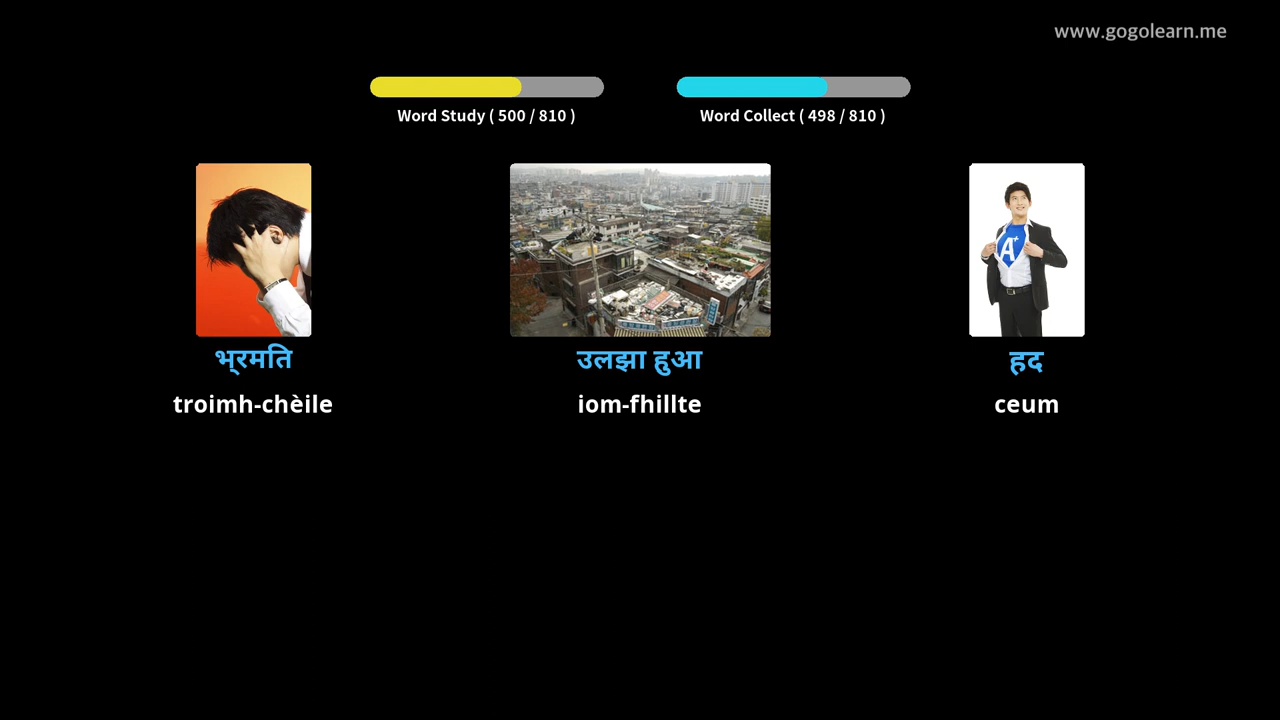 www.gogolearn.me
Word Study ( 500 / 810 )
Word Collect ( 498 / 810 )
A+
भ्रमति
उलझा हुआ
हद
troimh-chèile
iom-fhillte
ceum